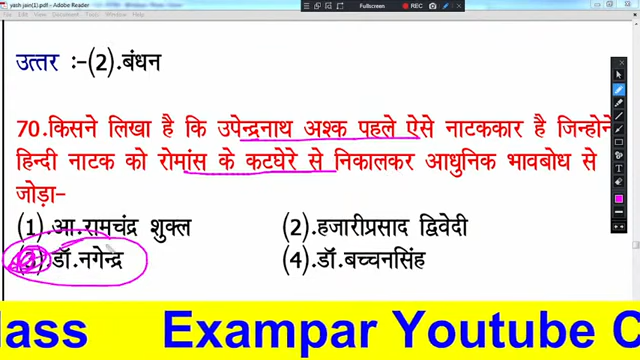 yash jain(1).pdf - Adobe Reader
File Edit View Document Tools Window Help
Fullscreen REC
उत्तर :-(2).बंधन
70.किसने लिखा है कि उपेन्द्रनाथ अश्क पहले ऐसे नाटककार है जिन्होने
हिन्दी नाटक को रोमांस के कटघेरे से निकालकर आधुनिक भावबोध से
जोड़ा-
(1).आ.रामचंद्र शुक्ल (2).हजारीप्रसाद द्विवेदी
(3).डॉ.नगेन्द्र (4).डॉ.बच्चनसिंह
lass Exampar Youtube C